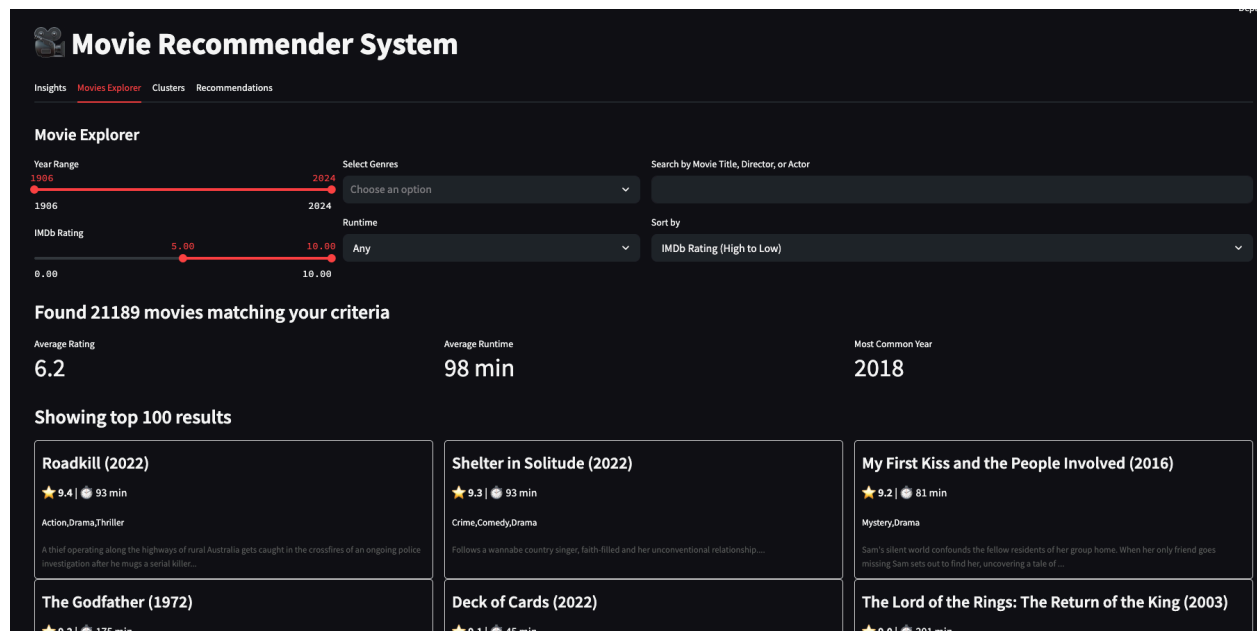 Movie Recommender System
Insights Movies Explorer Clusters Recommendations
Movie Explorer
Year Range
1906 2024
1906 2024
IMDb Rating
5.00 10.00
0.00 10.00
Select Genres
Choose an option
Runtime
Any
Search by Movie Title, Director, or Actor
Sort by
IMDb Rating (High to Low)
Found 21189 movies matching your criteria
Average Rating
6.2
Average Runtime
98 min
Most Common Year
2018
Showing top 100 results
Roadkill (2022)
9.4 | 93 min
Action,Drama,Thriller
A thief operating along the highways of rural Australia gets caught in the crossfires of an ongoing police
investigation after he mugs a serial killer...
Shelter in Solitude (2022)
9.3 | 93 min
Crime,Comedy,Drama
Follows a wannabe country singer, faith-filled and her unconventional relationship....
My First Kiss and the People Involved (2016)
9.2 | 81 min
Mystery,Drama
Sam's silent world confounds the fellow residents of her group home. When her only friend goes
missing Sam sets out to find her, uncovering a tale of ...
The Godfather (1972)
175 min
Deck of Cards (2022)
45 min
The Lord of the Rings: The Return of the King (2003)
201 min